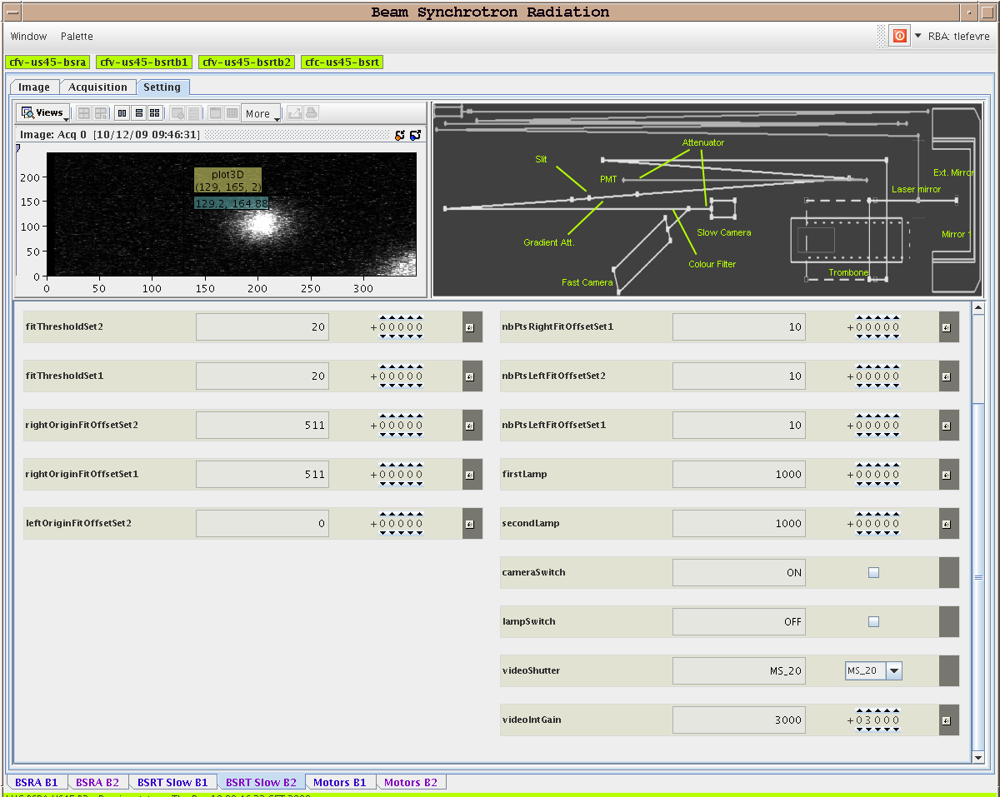 Beam Synchrotron Radiation
Window Palette
RBA: tlefevre
cfv-us45-bsra cfv-us45-bsrtb1 cfv-us45-bsrtb2 cfc-us45-bsrt
Image Acquisition Setting
Views More
Image: Acq 0 [10/12/09 09:46:31]
plot3D
(129, 165, 2)
129.2, 164.88
200
150
100
50
0
0 50 100 150 200 250 300
Attenuator
Slit
PMT
Ext. Mirror
Laser mirror
Slow Camera
Mirror 1
Gradient Att.
Colour Filter
Trombone
Fast Camera
fitThresholdSet2 20 +00000
nbPtsRightFitOffsetSet1 10 +00000
fitThresholdSet1 20 +00000
nbPtsLeftFitOffsetSet2 10 +00000
rightOriginFitOffsetSet2 511 +00000
nbPtsLeftFitOffsetSet1 10 +00000
rightOriginFitOffsetSet1 511 +00000
firstLamp 1000 +00000
leftOriginFitOffsetSet2 0 +00000
secondLamp 1000 +00000
cameraSwitch ON
lampSwitch OFF
videoShutter MS_20 MS_20
videoIntGain 3000 +03000
BSRA B1 BSRA B2 BSRT Slow B1 BSRT Slow B2 Motors B1 Motors B2